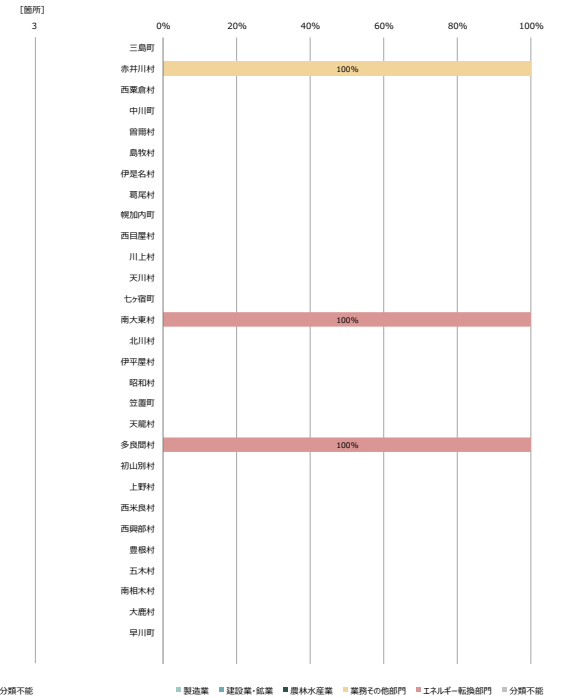 [箇所]
3 0% 20% 40% 60% 80% 100%
三島町
赤井川村 100%
西粟倉村
中川町
曽爾村
島牧村
伊是名村
葛尾村
幌加内町
西目屋村
川上村
天川村
七ヶ宿町
南大東村 100%
北川村
伊平屋村
昭和村
笠置町
天龍村
多良間村 100%
初山別村
上野村
西米良村
西興部村
豊根村
五木村
南相木村
大鹿村
早川町
分類不能 製造業 建設業・鉱業 農林水産業 業務その他部門 エネルギー転換部門 分類不能